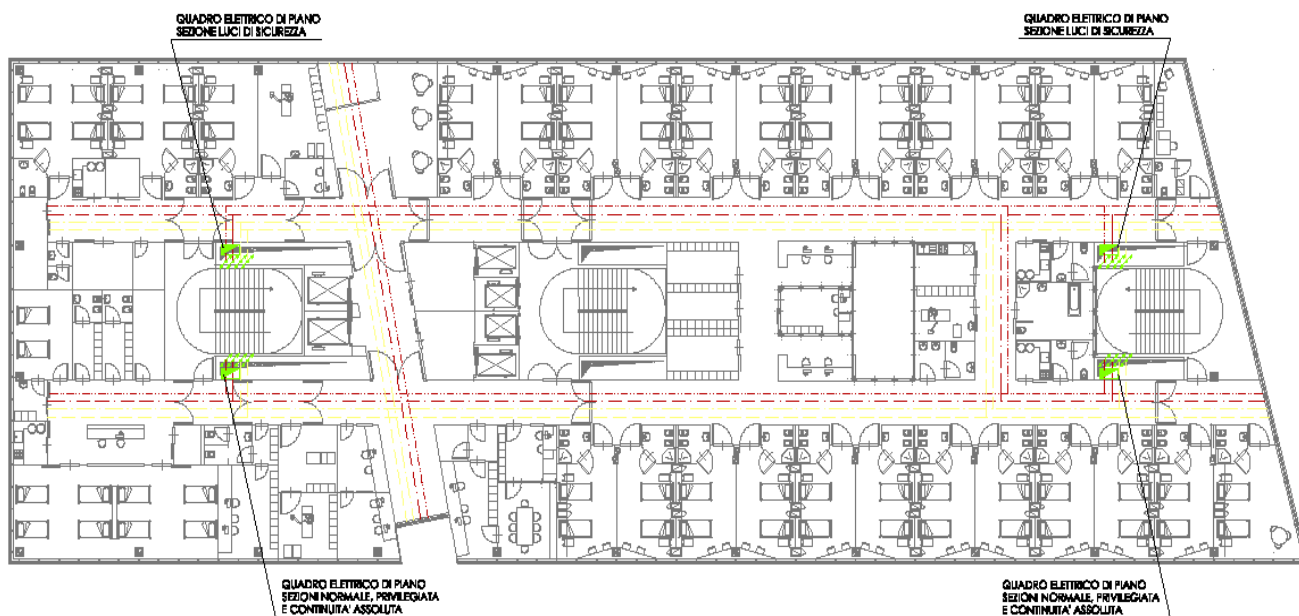 QUADRO ELETTRICO DI PIANO
SEZIONE LUCI DI SICUREZZA
QUADRO ELETTRICO DI PIANO
SEZIONE LUCI DI SICUREZZA
QUADRO ELETTRICO DI PIANO
SEZIONI NORMALE, PRIVILEGIATA
E CONTINUITA' ASSOLUTA
QUADRO ELETTRICO DI PIANO
SEZIONI NORMALE, PRIVILEGIATA
E CONTINUITA' ASSOLUTA